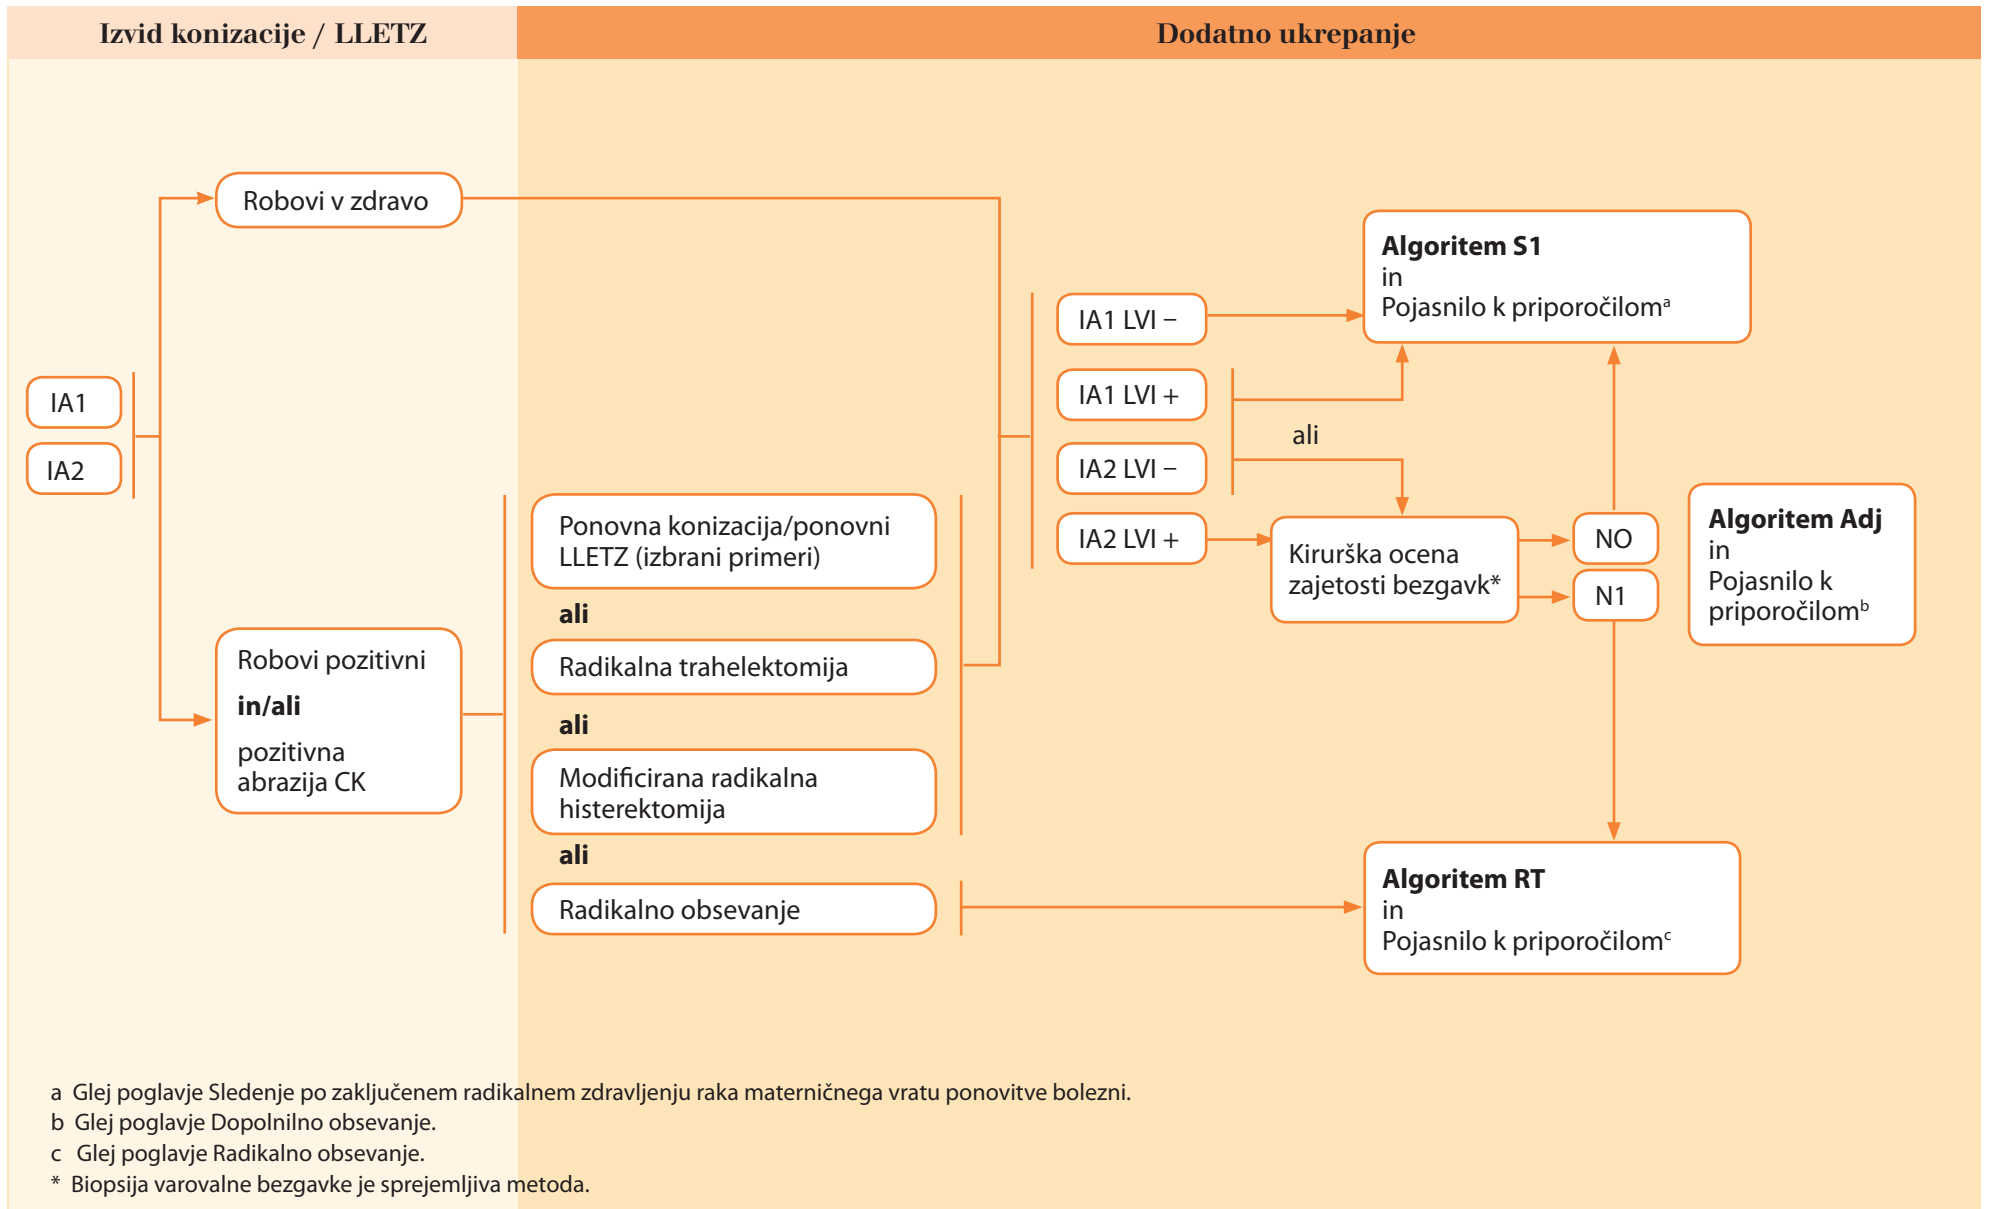 Izvid konizacije / LLETZ
Dodatno ukrepanje
IA1
IA2
Robovi v zdravo
Robovi pozitivni
in/ali
pozitivna
abrazija CK
Ponovna konizacija/ponovni
LLETZ (izbrani primeri)
ali
Radikalna trahelektomija
ali
Modificirana radikalna
histerektomija
ali
Radikalno obsevanje
IA1 LVI −
IA1 LVI +
IA2 LVI −
IA2 LVI +
ali
Kirurška ocena
zajetosti bezgavk*
NO
N1
Algoritem S1
in
Pojasnilo k priporočilomª
Algoritem Adj
in
Pojasnilo k
priporočilomᵇ
Algoritem RT
in
Pojasnilo k priporočilomᶜ
a Glej poglavje Sledenje po zaključenem radikalnem zdravljenju raka materničnega vratu ponovitve bolezni.
b Glej poglavje Dopolnilno obsevanje.
c Glej poglavje Radikalno obsevanje.
* Biopsija varovalne bezgavke je sprejemljiva metoda.